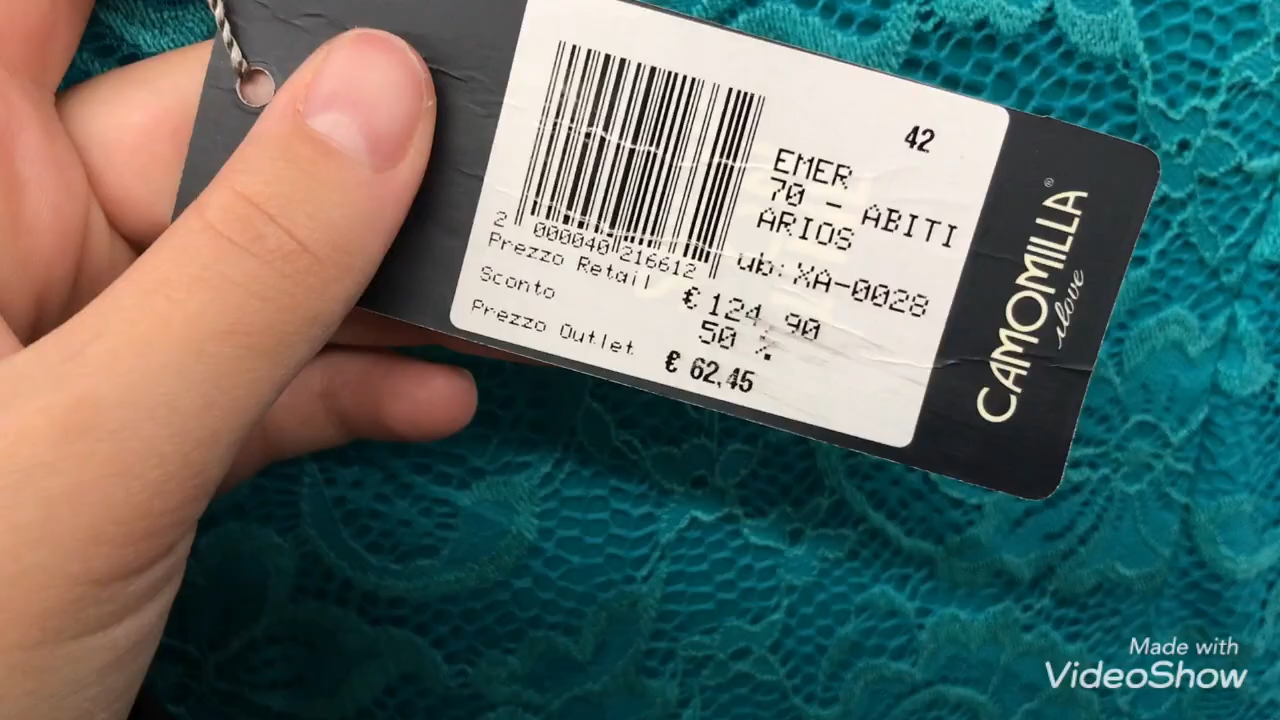 42
EMER
70 - ABITI
ARIOS
ub: XA-0028
2 000040 216612
Prezzo Retail € 124,90
Sconto 50 %
Prezzo Outlet € 62,45
CAMOMILLA®
ilove
Made with
VideoShow